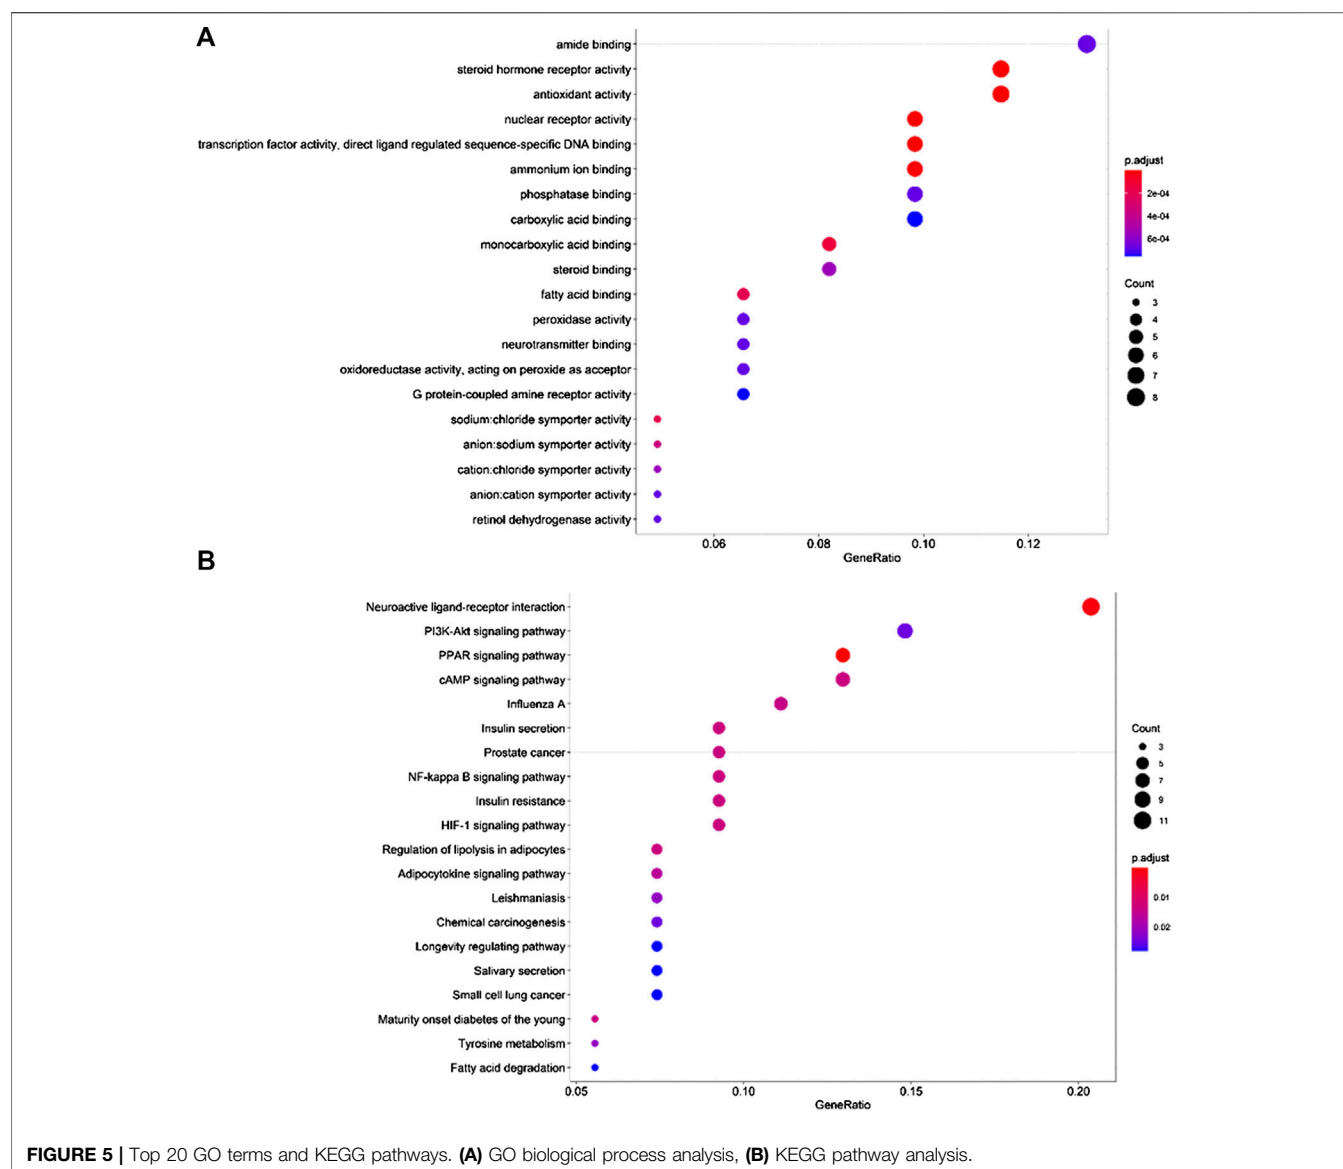 A
amide binding
steroid hormone receptor activity
antioxidant activity
nuclear receptor activity
transcription factor activity, direct ligand regulated sequence-specific DNA binding
ammonium ion binding
phosphatase binding
carboxylic acid binding
monocarboxylic acid binding
steroid binding
fatty acid binding
peroxidase activity
neurotransmitter binding
oxidoreductase activity, acting on peroxide as acceptor
G protein-coupled amine receptor activity
sodium:chloride symporter activity
anion:sodium symporter activity
cation:chloride symporter activity
anion:cation symporter activity
retinol dehydrogenase activity
0.06 0.08 0.10 0.12
GeneRatio
p.adjust
2e-04
4e-04
6e-04
Count
3
4
5
6
7
8
B
Neuroactive ligand-receptor interaction
PI3K-Akt signaling pathway
PPAR signaling pathway
cAMP signaling pathway
Influenza A
Insulin secretion
Prostate cancer
NF-kappa B signaling pathway
Insulin resistance
HIF-1 signaling pathway
Regulation of lipolysis in adipocytes
Adipocytokine signaling pathway
Leishmaniasis
Chemical carcinogenesis
Longevity regulating pathway
Salivary secretion
Small cell lung cancer
Maturity onset diabetes of the young
Tyrosine metabolism
Fatty acid degradation
0.05 0.10 0.15 0.20
GeneRatio
Count
3
5
7
9
11
p.adjust
0.01
0.02
FIGURE 5 | Top 20 GO terms and KEGG pathways. (A) GO biological process analysis, (B) KEGG pathway analysis.